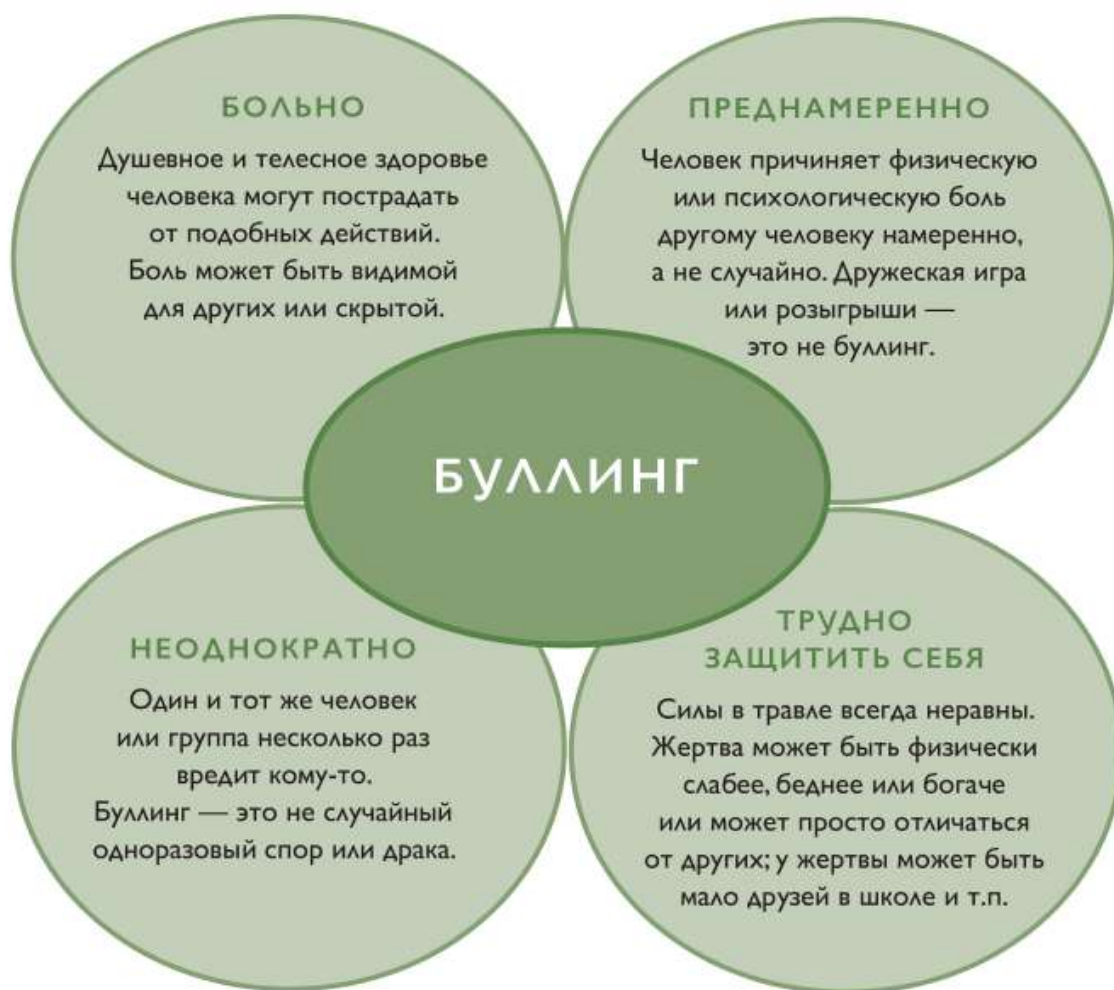 БОЛЬНО
Душевное и телесное здоровье
человека могут пострадать
от подобных действий.
Боль может быть видимой
для других или скрытой.
ПРЕДНАМЕРЕННО
Человек причиняет физическую
или психологическую боль
другому человеку намеренно,
а не случайно. Дружеская игра
или розыгрыши —
это не буллинг.
БУЛЛИНГ
НЕОДНОКРАТНО
Один и тот же человек
или группа несколько раз
вредит кому-то.
Буллинг — это не случайный
одноразовый спор или драка.
ТРУДНО
ЗАЩИТИТЬ СЕБЯ
Силы в травле всегда неравны.
Жертва может быть физически
слабее, беднее или богаче
или может просто отличаться
от других; у жертвы может быть
мало друзей в школе и т.п.